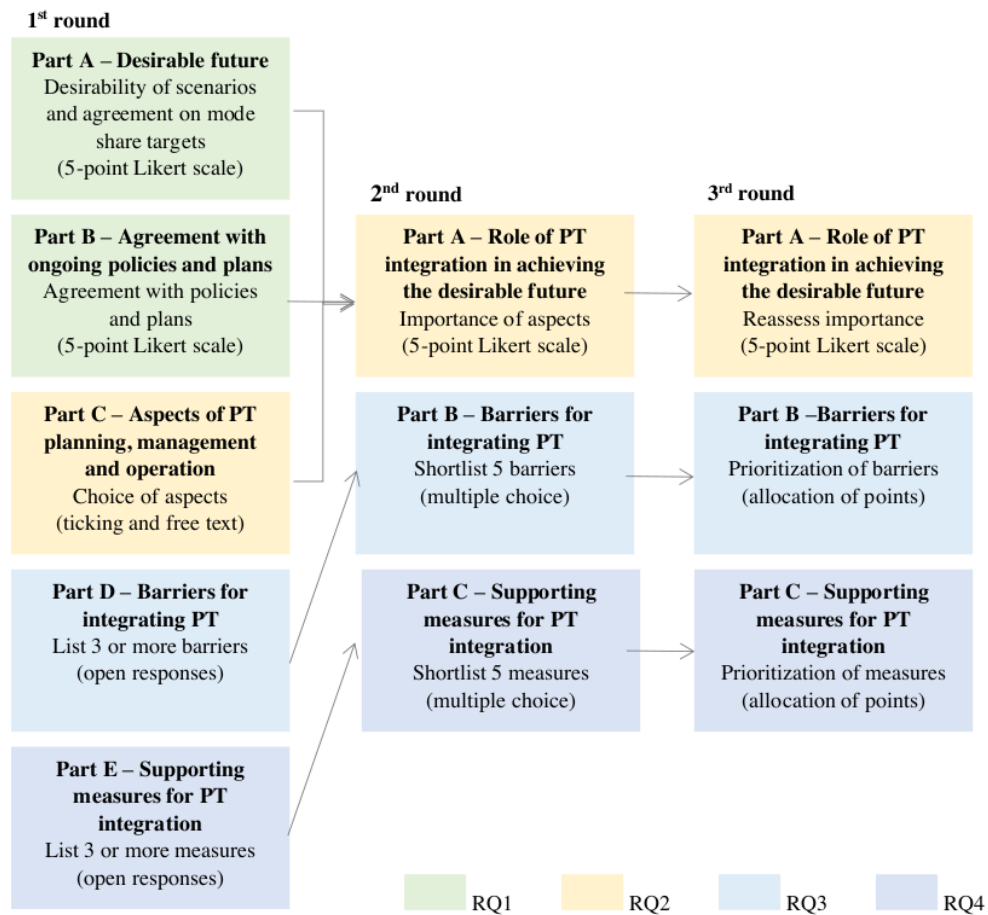 1st round
Part A – Desirable future
Desirability of scenarios
and agreement on mode
share targets
(5-point Likert scale)
Part B – Agreement with
ongoing policies and plans
Agreement with policies
and plans
(5-point Likert scale)
Part C – Aspects of PT
planning, management
and operation
Choice of aspects
(ticking and free text)
Part D – Barriers for
integrating PT
List 3 or more barriers
(open responses)
Part E – Supporting
measures for PT
integration
List 3 or more measures
(open responses)
2nd round
Part A – Role of PT
integration in achieving
the desirable future
Importance of aspects
(5-point Likert scale)
Part B – Barriers for
integrating PT
Shortlist 5 barriers
(multiple choice)
Part C – Supporting
measures for PT
integration
Shortlist 5 measures
(multiple choice)
3rd round
Part A – Role of PT
integration in achieving
the desirable future
Reassess importance
(5-point Likert scale)
Part B –Barriers for
integrating PT
Prioritization of barriers
(allocation of points)
Part C – Supporting
measures for PT
integration
Prioritization of measures
(allocation of points)
RQ1
RQ2
RQ3
RQ4